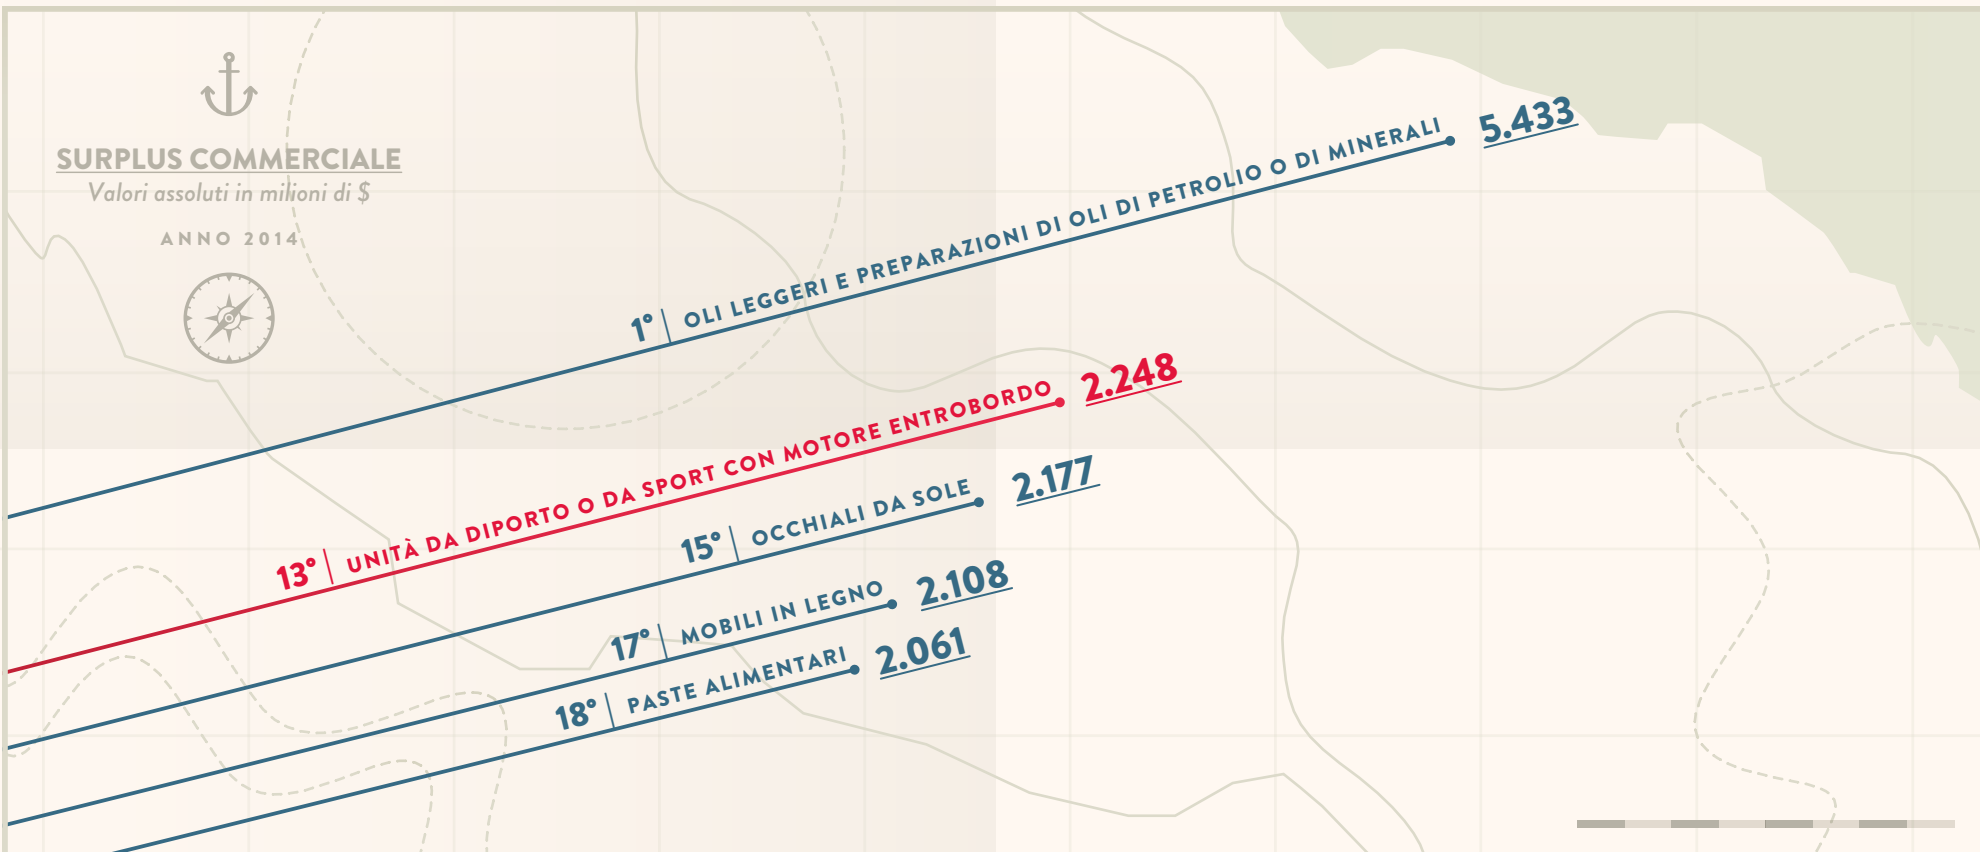 SURPLUS COMMERCIALE
Valori assoluti in milioni di $
ANNO 2014
1° OLI LEGGERI E PREPARAZIONI DI OLI DI PETROLIO O DI MINERALI 5.433
13° UNITÀ DA DIPORTO O DA SPORT CON MOTORE ENTROBORDO 2.248
15° OCCHIALI DA SOLE 2.177
17° MOBILI IN LEGNO 2.108
18° PASTE ALIMENTARI 2.061